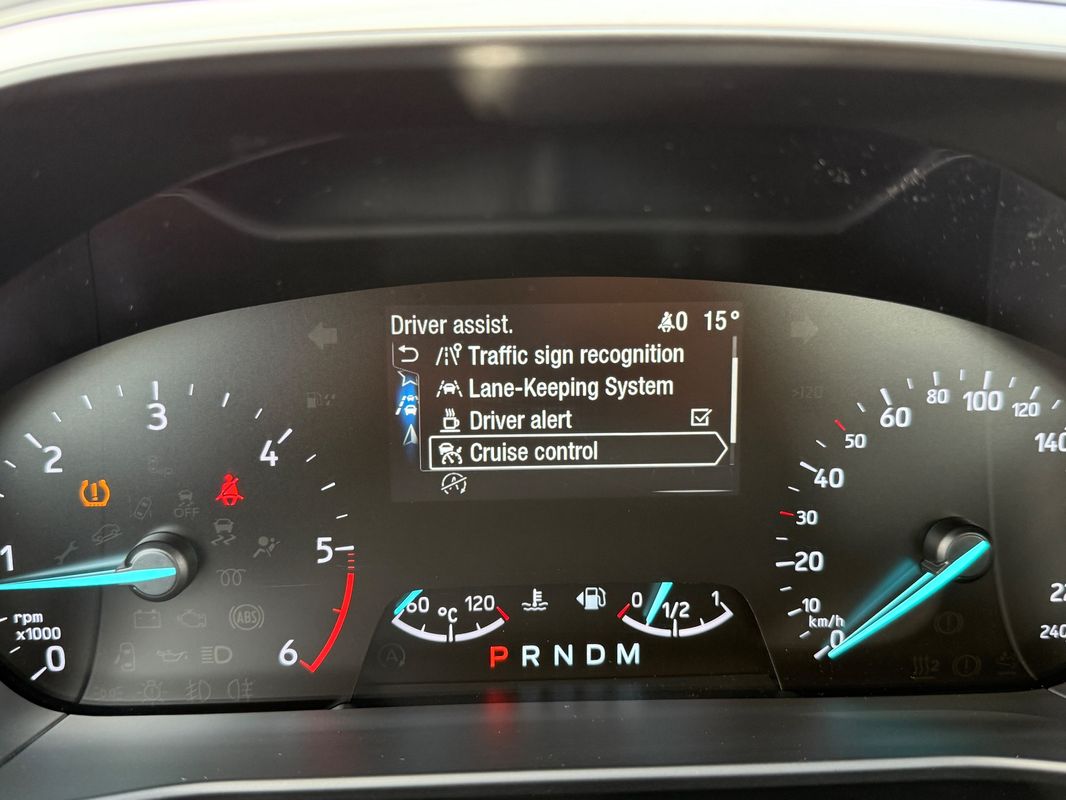 Driver assist. 0 15°
Traffic sign recognition
Lane-Keeping System
Driver alert
Cruise control
0
1
2
3
4
5
6
rpm
x1000
OFF
ABS
A
60 °C 120
0 1/2 1
P R N D M
0
10
20
30
40
50
60
80
100
120
140
240
km/h
>120